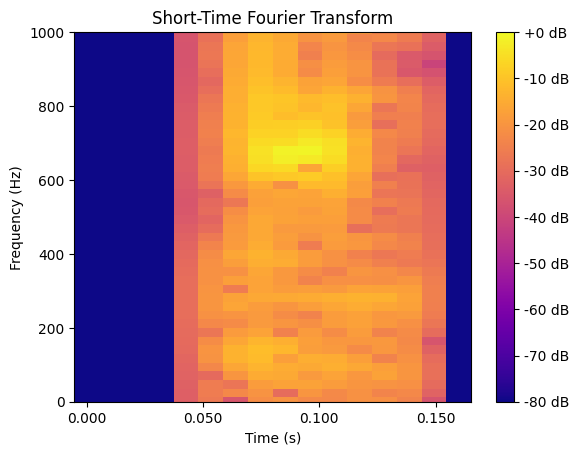 Short-Time Fourier Transform
Frequency (Hz)
1000
800
600
400
200
0
0.000
0.050
0.100
0.150
Time (s)
+0 dB
-10 dB
-20 dB
-30 dB
-40 dB
-50 dB
-60 dB
-70 dB
-80 dB